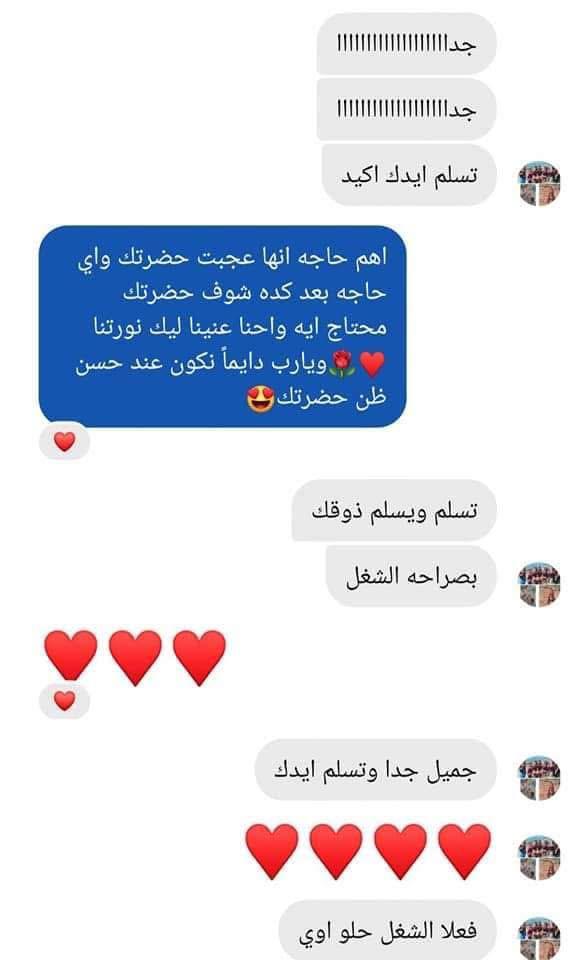 جداااااااااااااااااااا
جداااااااااااااااااااا
تسلم ايدك اكيد
اهم حاجه انها عجبت حضرتك واي
حاجه بعد كده شوف حضرتك
محتاج ايه واحنا عنينا ليك نورتنا
❤️🌹ويارب دايماً نكون عند حسن
ظن حضرتك😍
❤️
تسلم ويسلم ذوقك
بصراحه الشغل
❤️❤️❤️
❤️
جميل جدا وتسلم ايدك
❤️❤️❤️❤️
فعلا الشغل حلو اوي